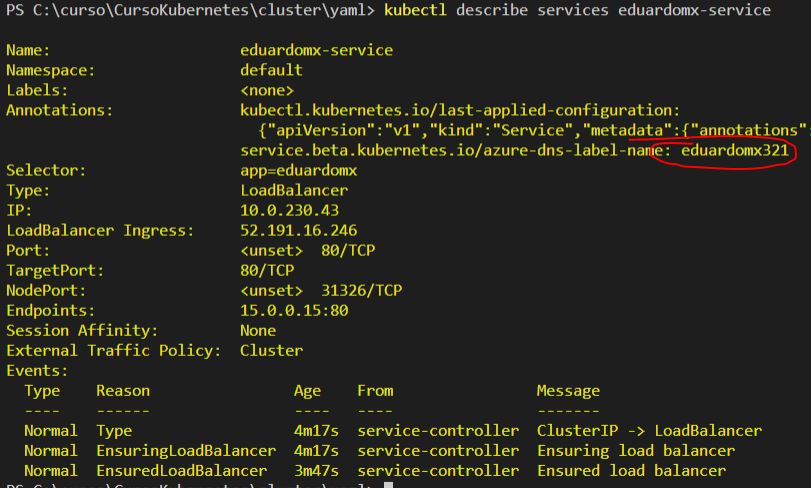 PS C:\curso\CursoKubernetes\cluster\yaml> kubectl describe services eduardomx-service
Name: eduardomx-service
Namespace: default
Labels: <none>
Annotations: kubectl.kubernetes.io/last-applied-configuration:
{"apiVersion":"v1","kind":"Service","metadata":{"annotations":
service.beta.kubernetes.io/azure-dns-label-name: eduardomx321
Selector: app=eduardomx
Type: LoadBalancer
IP: 10.0.230.43
LoadBalancer Ingress: 52.191.16.246
Port: <unset> 80/TCP
TargetPort: 80/TCP
NodePort: <unset> 31326/TCP
Endpoints: 15.0.0.15:80
Session Affinity: None
External Traffic Policy: Cluster
Events:
Type Reason Age From Message
---- ------ ---- ---- -------
Normal Type 4m17s service-controller ClusterIP -> LoadBalancer
Normal EnsuringLoadBalancer 4m17s service-controller Ensuring load balancer
Normal EnsuredLoadBalancer 3m47s service-controller Ensured load balancer